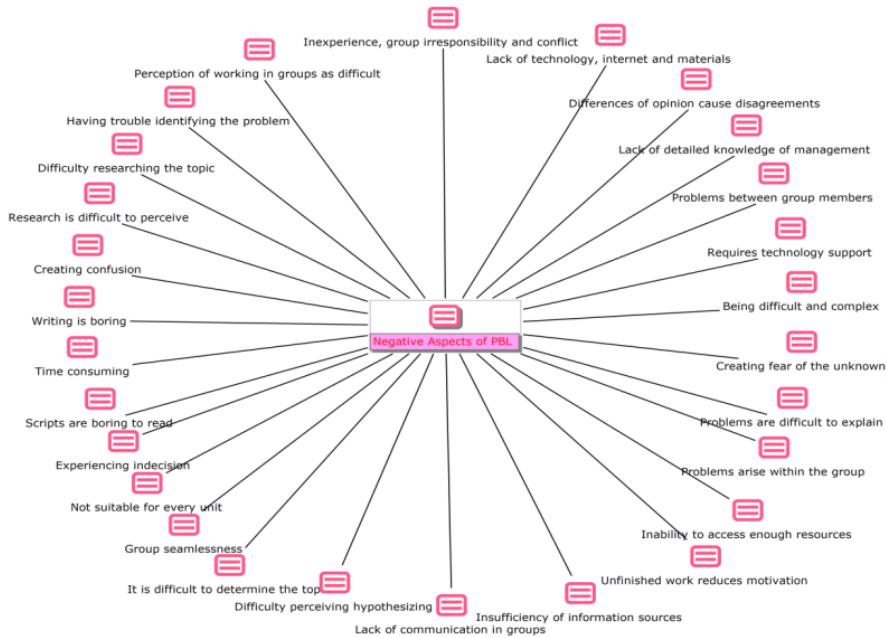 Inexperience, group irresponsibility and conflict
Lack of technology, internet and materials
Perception of working in groups as difficult
Differences of opinion cause disagreements
Having trouble identifying the problem
Lack of detailed knowledge of management
Difficulty researching the topic
Problems between group members
Research is difficult to perceive
Requires technology support
Creating confusion
Being difficult and complex
Writing is boring
Negative Aspects of PBL
Creating fear of the unknown
Time consuming
Scripts are boring to read
Problems are difficult to explain
Experiencing indecision
Problems arise within the group
Not suitable for every unit
Inability to access enough resources
Group seamlessness
Unfinished work reduces motivation
It is difficult to determine the top
Difficulty perceiving hypothesizing
Insufficiency of information sources
Lack of communication in groups